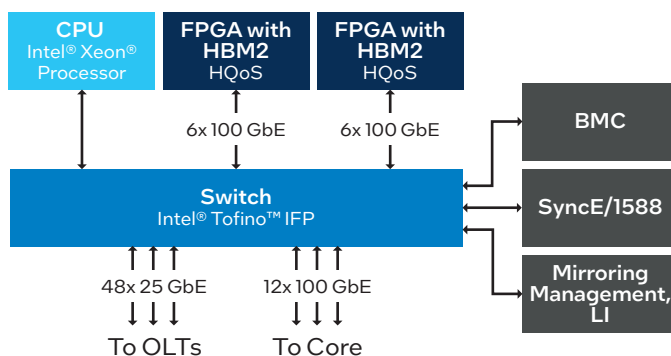 CPU
Intel® Xeon®
Processor
FPGA with
HBM2
HQoS
FPGA with
HBM2
HQoS
6x 100 GbE
6x 100 GbE
BMC
Switch
Intel® Tofino™ IFP
SyncE/1588
48x 25 GbE
12x 100 GbE
Mirroring
Management,
LI
To OLTs
To Core